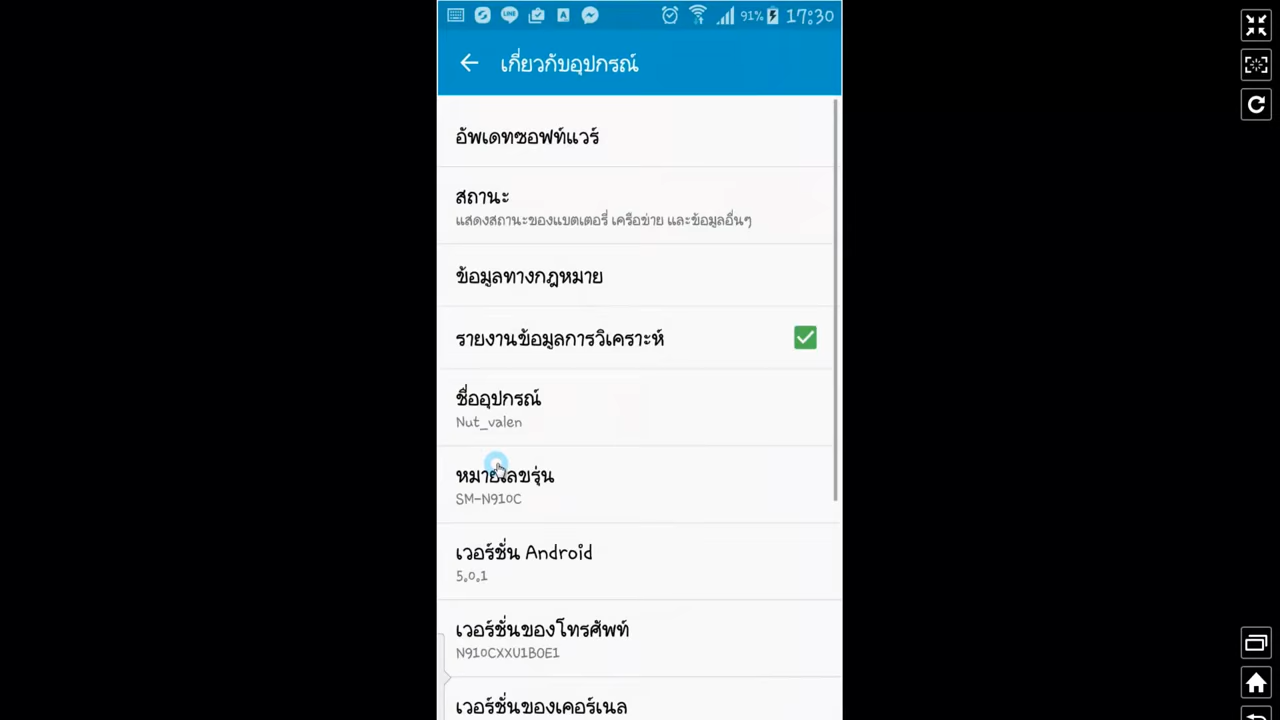 LINE
A
91%
17:30
เกี่ยวกับอุปกรณ์
อัพเดทซอฟท์แวร์
สถานะ
แสดงสถานะของแบตเตอรี่ เครือข่าย และข้อมูลอื่นๆ
ข้อมูลทางกฎหมาย
รายงานข้อมูลการวิเคราะห์
ชื่ออุปกรณ์
Nut_valen
หมายเลขรุ่น
SM-N910C
เวอร์ชั่น Android
5.0.1
เวอร์ชั่นของโทรศัพท์
N910CXXU1BOE1
เวอร์ชั่นของเคอร์เนล